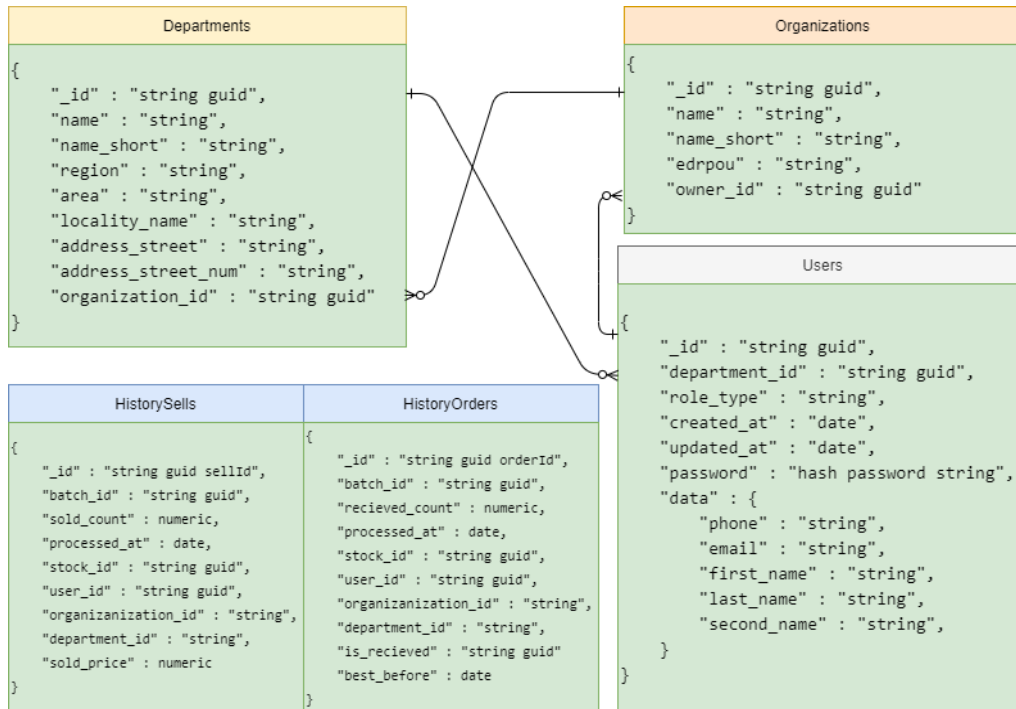 Departments
{
"_id" : "string guid",
"name" : "string",
"name_short" : "string",
"region" : "string",
"area" : "string",
"locality_name" : "string",
"address_street" : "string",
"address_street_num" : "string",
"organization_id" : "string guid"
}
Organizations
{
"_id" : "string guid",
"name" : "string",
"name_short" : "string",
"edrpou" : "string",
"owner_id" : "string guid"
}
Users
{
"_id" : "string guid",
"department_id" : "string guid",
"role_type" : "string",
"created_at" : "date",
"updated_at" : "date",
"password" : "hash password string",
"data" : {
"phone" : "string",
"email" : "string",
"first_name" : "string",
"last_name" : "string",
"second_name" : "string",
}
}
HistorySells
{
"_id" : "string guid sellId",
"batch_id" : "string guid",
"sold_count" : numeric,
"processed_at" : date,
"stock_id" : "string guid",
"user_id" : "string guid",
"organizanization_id" : "string",
"department_id" : "string",
"sold_price" : numeric
}
HistoryOrders
{
"_id" : "string guid orderId",
"batch_id" : "string guid",
"recieved_count" : numeric,
"processed_at" : date,
"stock_id" : "string guid",
"user_id" : "string guid",
"organizanization_id" : "string",
"department_id" : "string",
"is_recieved" : "string guid"
"best_before" : date
}